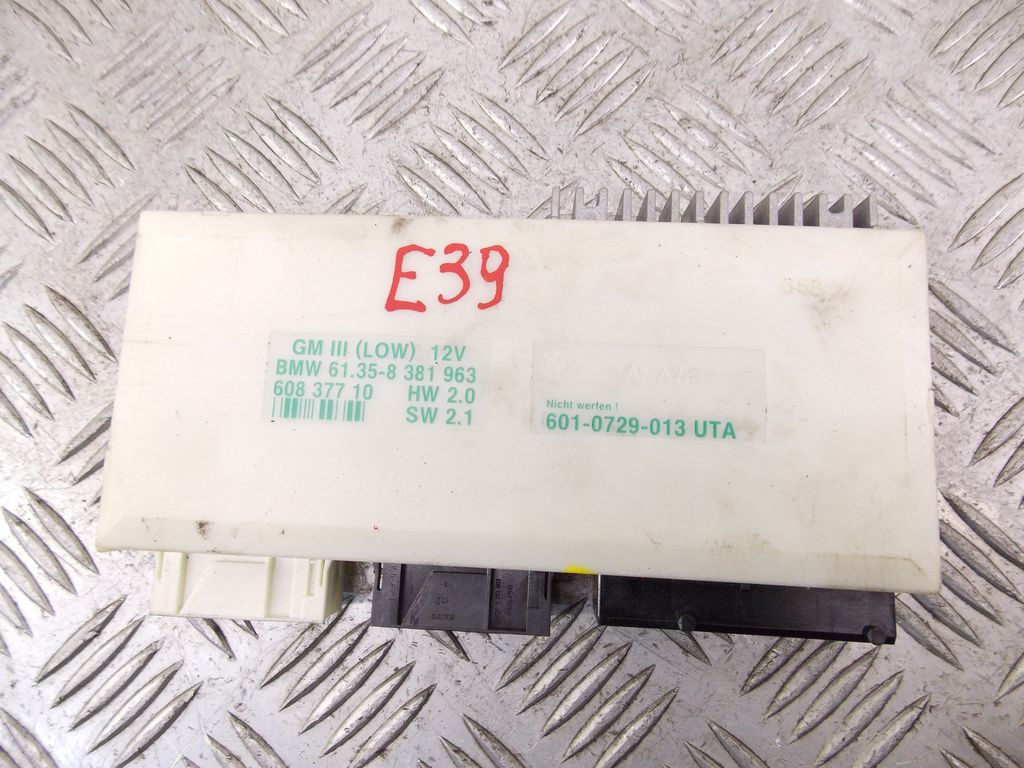 E39
GM III (LOW) 12V
BMW 61.35-8 381 963
608 377 10 HW 2.0
SW 2.1
Nicht werfen !
601-0729-013 UTA